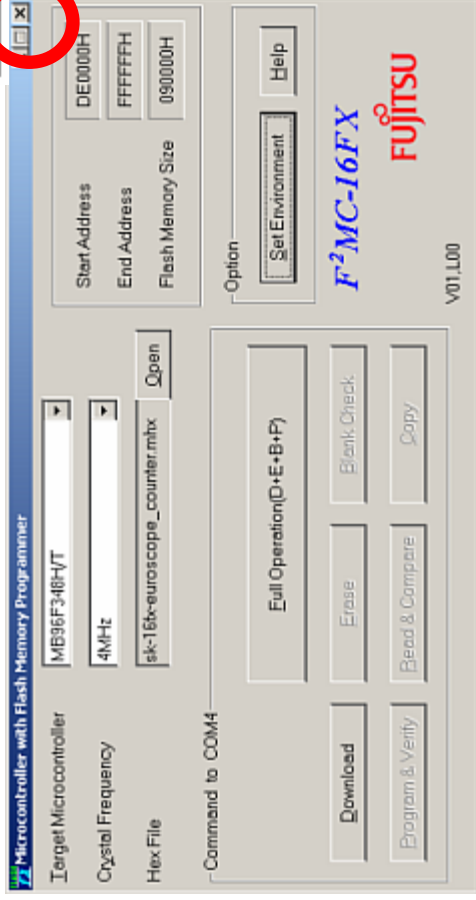 Microcontroller with Flash Memory Programmer
Target Microcontroller
MB96F348H/T
Crystal Frequency
4MHz
Hex File
sk-16fx-euroscope_counter.mhx
Open
Start Address
DE0000H
End Address
FFFFFFH
Flash Memory Size
090000H
Option
Set Environment
Help
Command to COM4
Full Operation(D+E+B+P)
Download
Erase
Blank Check
Program & Verify
Read & Compare
Copy
F²MC-16FX
FUJITSU
V01,L00